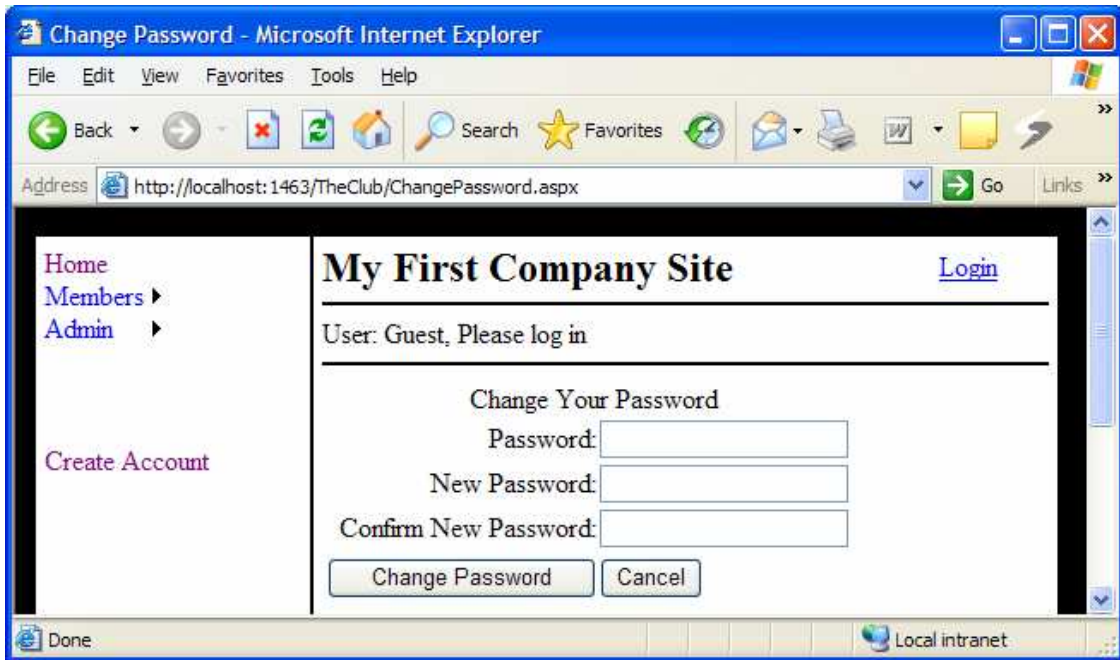 Change Password - Microsoft Internet Explorer
File Edit View Favorites Tools Help
Back Search Favorites W »
Address http://localhost:1463/TheClub/ChangePassword.aspx Go Links »
Home
Members
Admin
Create Account
My First Company Site Login
User: Guest, Please log in
Change Your Password
Password:
New Password:
Confirm New Password:
Change Password Cancel
Done Local intranet